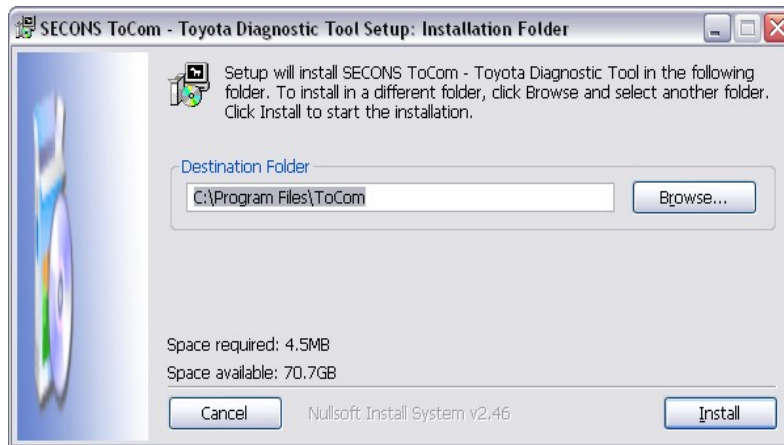 SECONS ToCom - Toyota Diagnostic Tool Setup: Installation Folder
Setup will install SECONS ToCom - Toyota Diagnostic Tool in the following
folder. To install in a different folder, click Browse and select another folder.
Click Install to start the installation.
Destination Folder
C:\Program Files\ToCom
Browse...
Space required: 4.5MB
Space available: 70.7GB
Cancel
Nullsoft Install System v2.46
Install